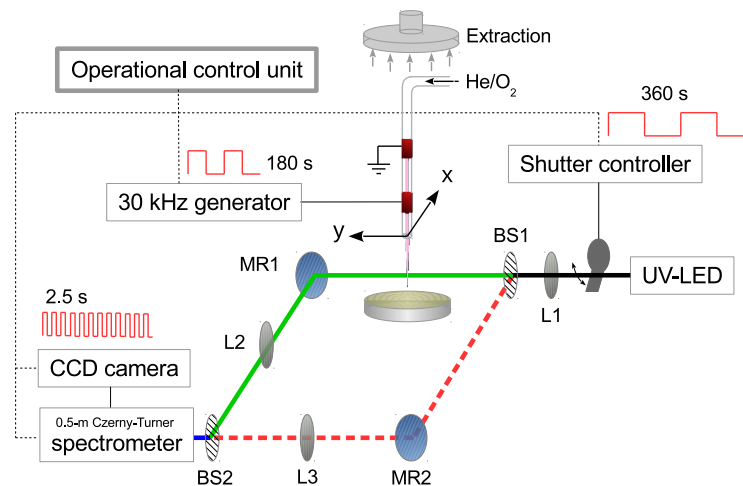 Extraction
Operational control unit
He/O2
360 s
180 s
Shutter controller
30 kHz generator
x
y
BS1
MR1
UV-LED
L1
2.5 s
L2
CCD camera
0.5-m Czerny-Turner
spectrometer
BS2
L3
MR2